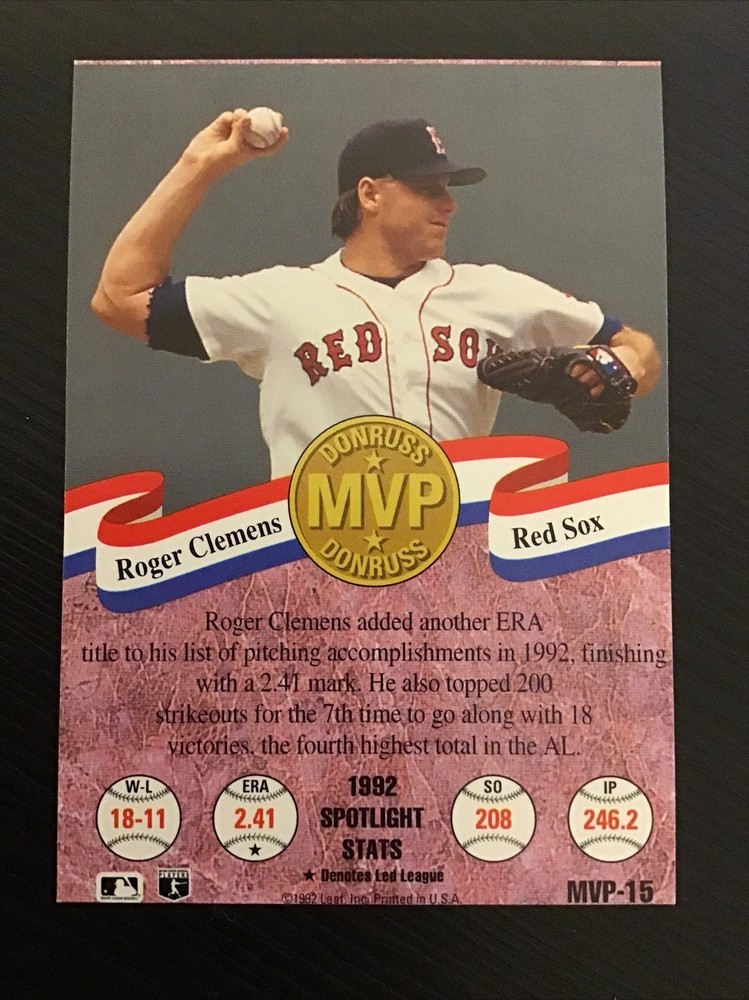 RED SO
DONRUSS
MVP
DONRUSS
Roger Clemens
Red Sox
Roger Clemens added another ERA
title to his list of pitching accomplishments in 1992, finishing
with a 2.41 mark. He also topped 200
strikeouts for the 7th time to go along with 18
victories, the fourth highest total in the AL.
W-L
18-11
ERA
2.41
★
1992
SPOTLIGHT
STATS
★ Denotes Led League
SO
208
IP
246.2
©1992 Leaf, Inc. Printed in U.S.A.
MVP-15